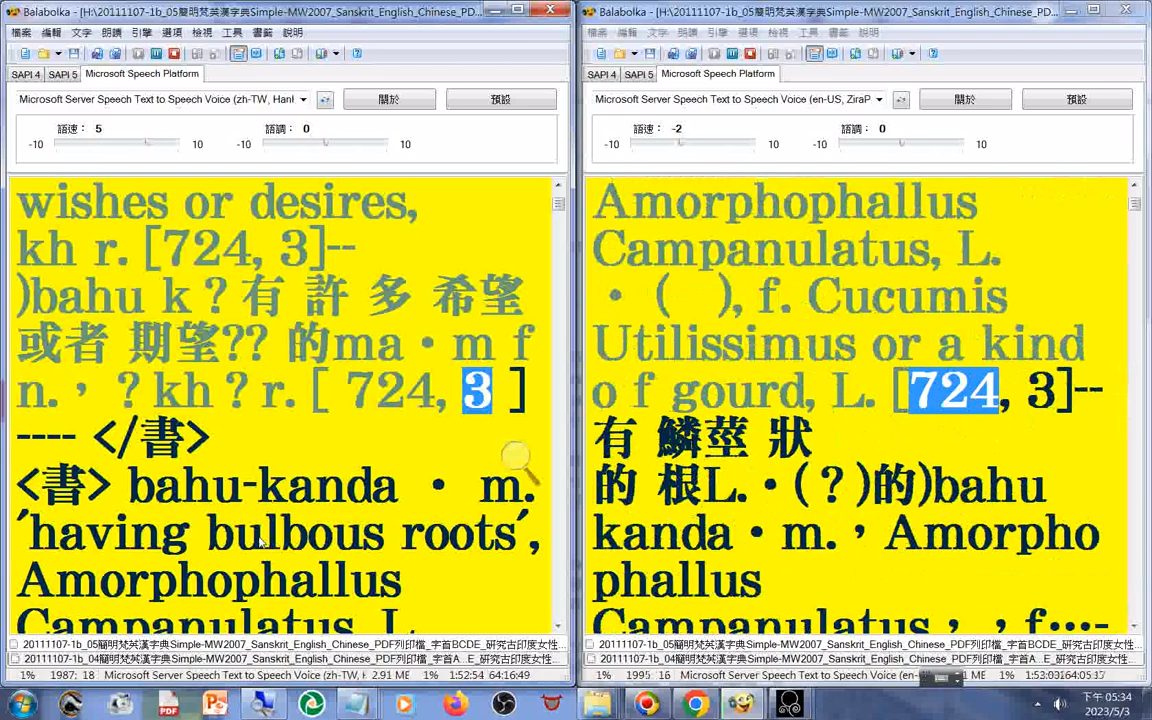 Balabolka - [H:\20111107-1b_05簡明梵英漢字典Simple-MW2007_Sanskrit_English_Chinese_PD...
檔案 編輯 文字 朗讀 引擎 選項 檢視 工具 書籤 說明
SAPI 4 SAPI 5 Microsoft Speech Platform
Microsoft Server Speech Text to Speech Voice (zh-TW, Hanl
關於
預設
語速： 5
語調： 0
-10 10 -10 10
wishes or desires,
kh r. [724, 3]--
)bahu k？有 許 多 希望
或者 期望?? 的ma·m f
n.，？kh？r. [ 724, 3 ]
---- </書>
<書> bahu-kanda · m.
'having bulbous roots',
Amorphophallus
Campanulatus, L
20111107-1b_05簡明梵英漢字典Simple-MW2007_Sanskrit_English_Chinese_PDF列印檔_字首BCDE_研究古印度女性...
20111107-1b_04簡明梵英漢字典Simple-MW2007_Sanskrit_English_Chinese_PDF列印檔_字首A...E_研究古印度女性...
1% 1987; 18 Microsoft Server Speech Text to Speech Voice (zh-TW, H 2.91 ME 1% 1:52:54 64:16:49
Balabolka - [H:\20111107-1b_05簡明梵英漢字典Simple-MW2007_Sanskrit_English_Chinese_PD...
檔案 編輯 文字 朗讀 引擎 選項 檢視 工具 書籤 說明
SAPI 4 SAPI 5 Microsoft Speech Platform
Microsoft Server Speech Text to Speech Voice (en-US, ZiraP
關於
預設
語速： -2
語調： 0
-10 10 -10 10
Amorphophallus
Campanulatus, L.
· ( ), f. Cucumis
Utilissimus or a kind
o f gourd, L. [724, 3]--
有 鱗莖 狀
的 根L.·(？)的)bahu
kanda·m.，Amorpho
phallus
Campanulatus，，f…-
20111107-1b_05簡明梵英漢字典Simple-MW2007_Sanskrit_English_Chinese_PDF列印檔_字首BCDE_研究古印度女性...
20111107-1b_04簡明梵英漢字典Simple-MW2007_Sanskrit_English_Chinese_PDF列印檔_字首A...E_研究古印度女性...
1% 1995 16 Microsoft Server Speech Text to Speech Voice (en-US ME 1%
下午 05:34
2023/5/3